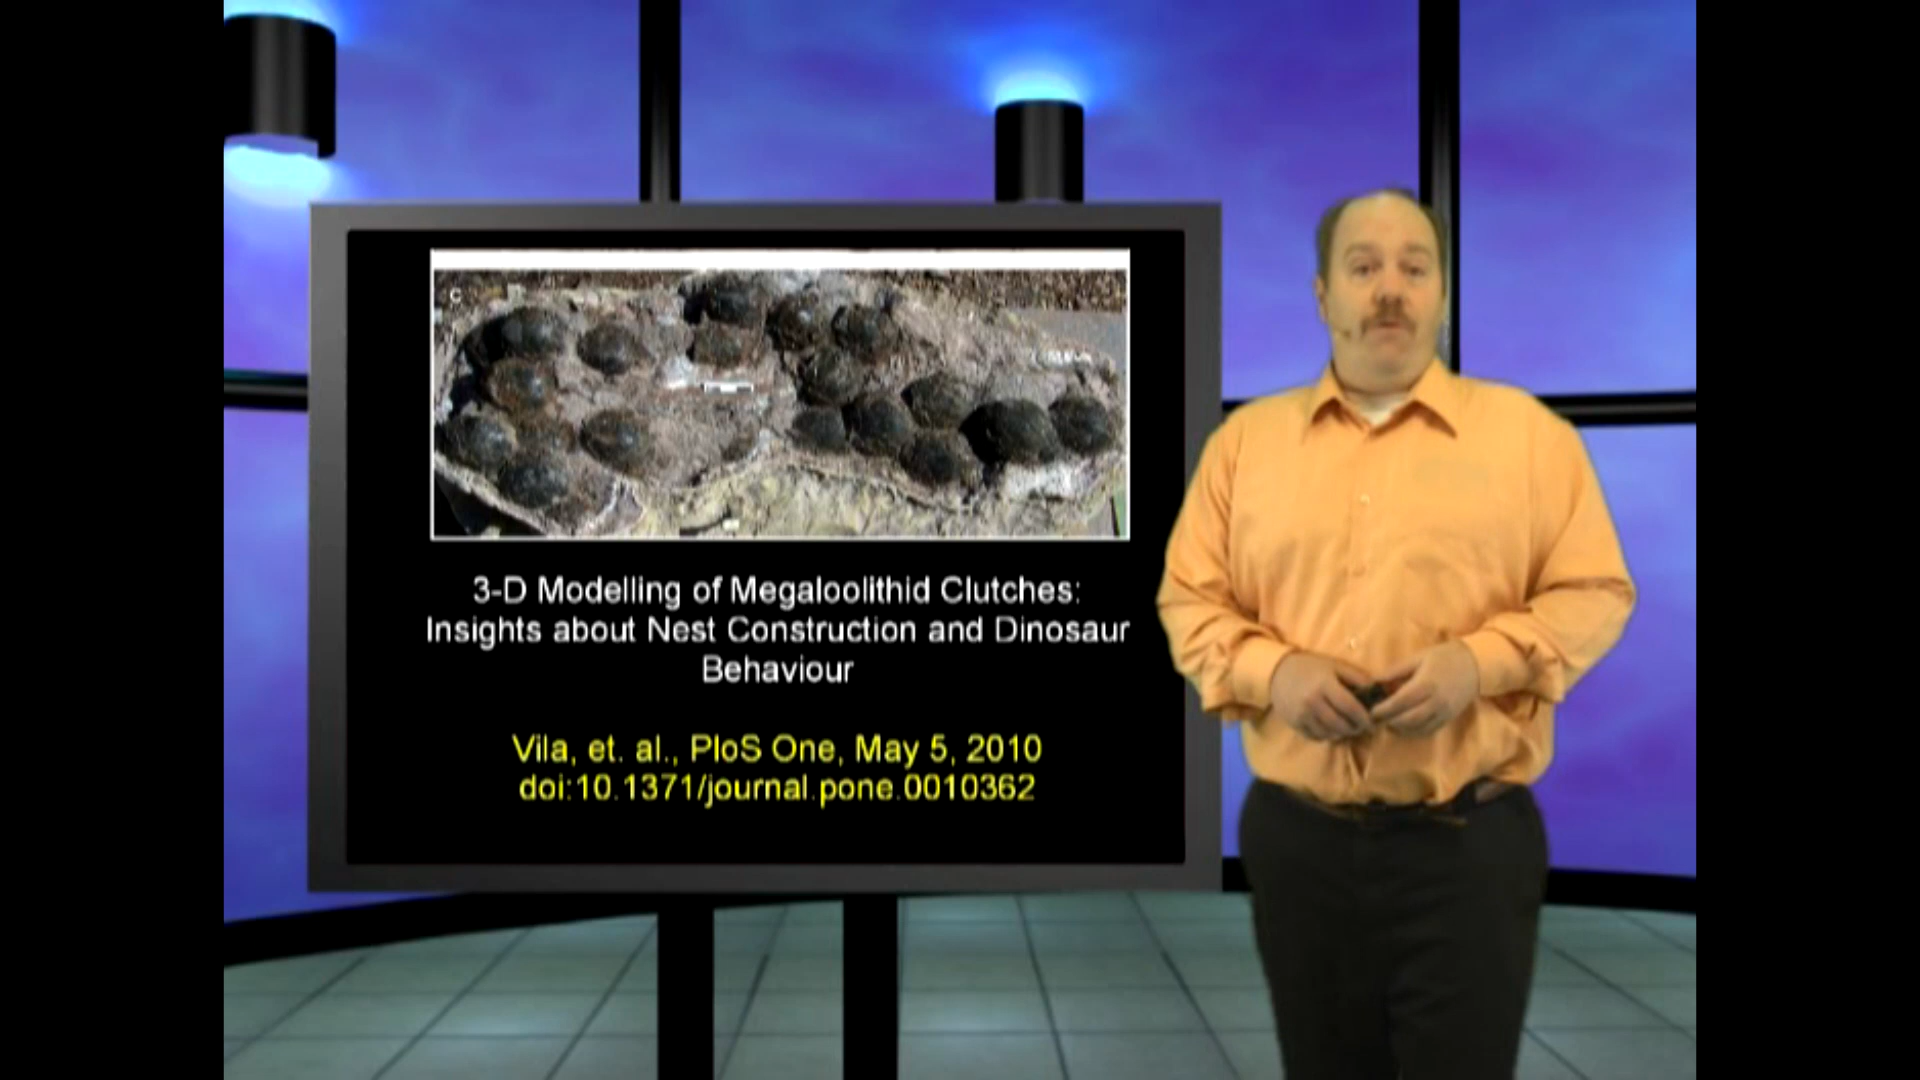 C
3-D Modelling of Megaloolithid Clutches:
Insights about Nest Construction and Dinosaur
Behaviour
Vila, et. al., PloS One, May 5, 2010
doi:10.1371/journal.pone.0010362